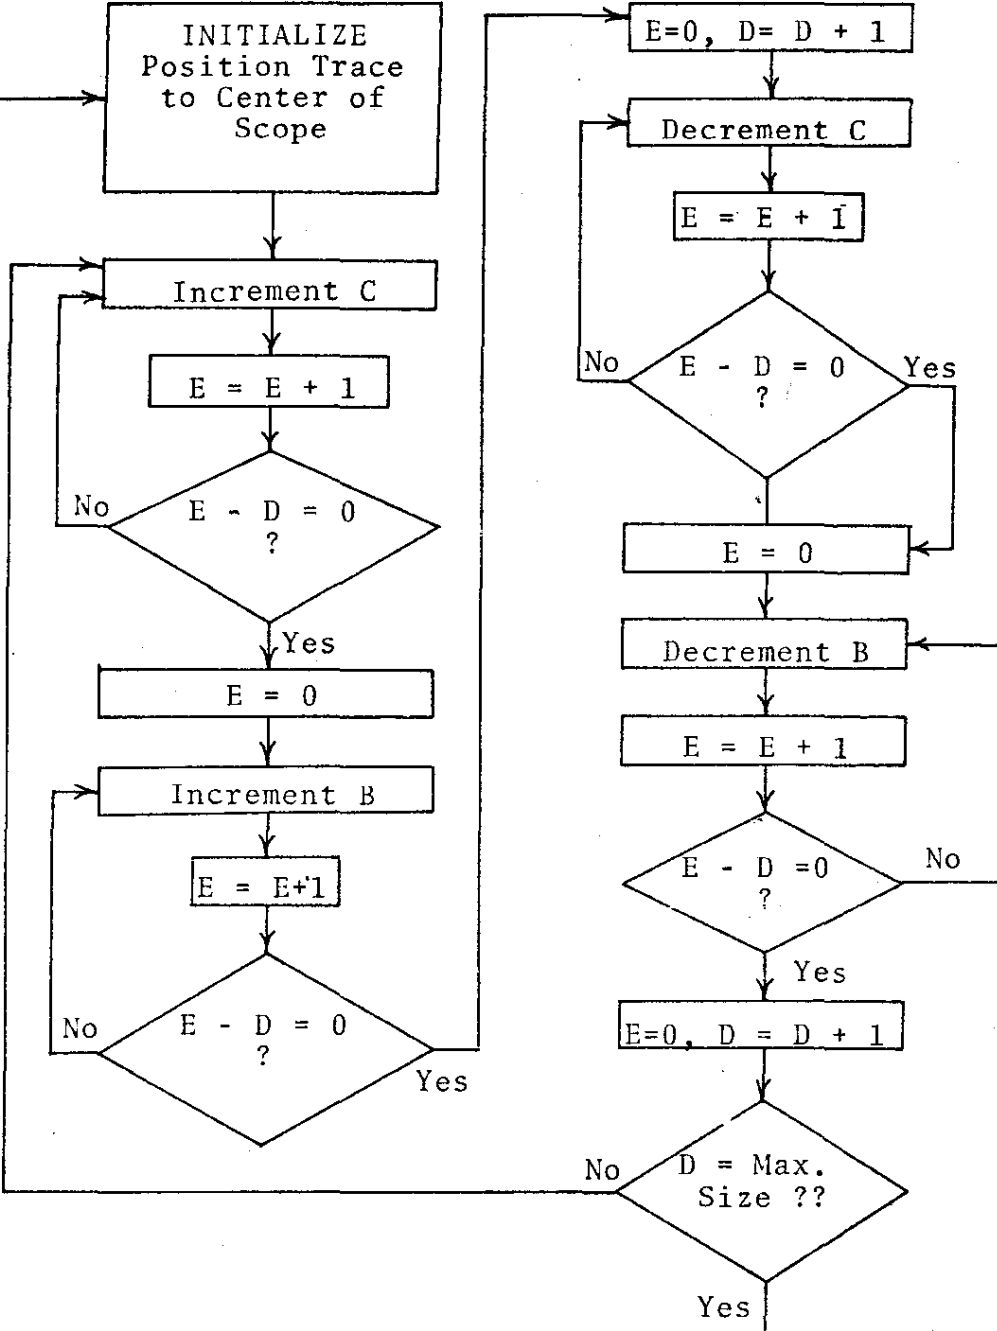 INITIALIZE
Position Trace
to Center of
Scope
Increment C
E = E + 1
E - D = 0
?
No
Yes
E = 0
Increment B
E = E+1
E - D = 0
?
No
Yes
E=0, D= D + 1
Decrement C
E = E + 1
E - D = 0
?
No
Yes
E = 0
Decrement B
E = E + 1
E - D =0
?
No
Yes
E=0, D = D + 1
D = Max.
Size ??
No
Yes